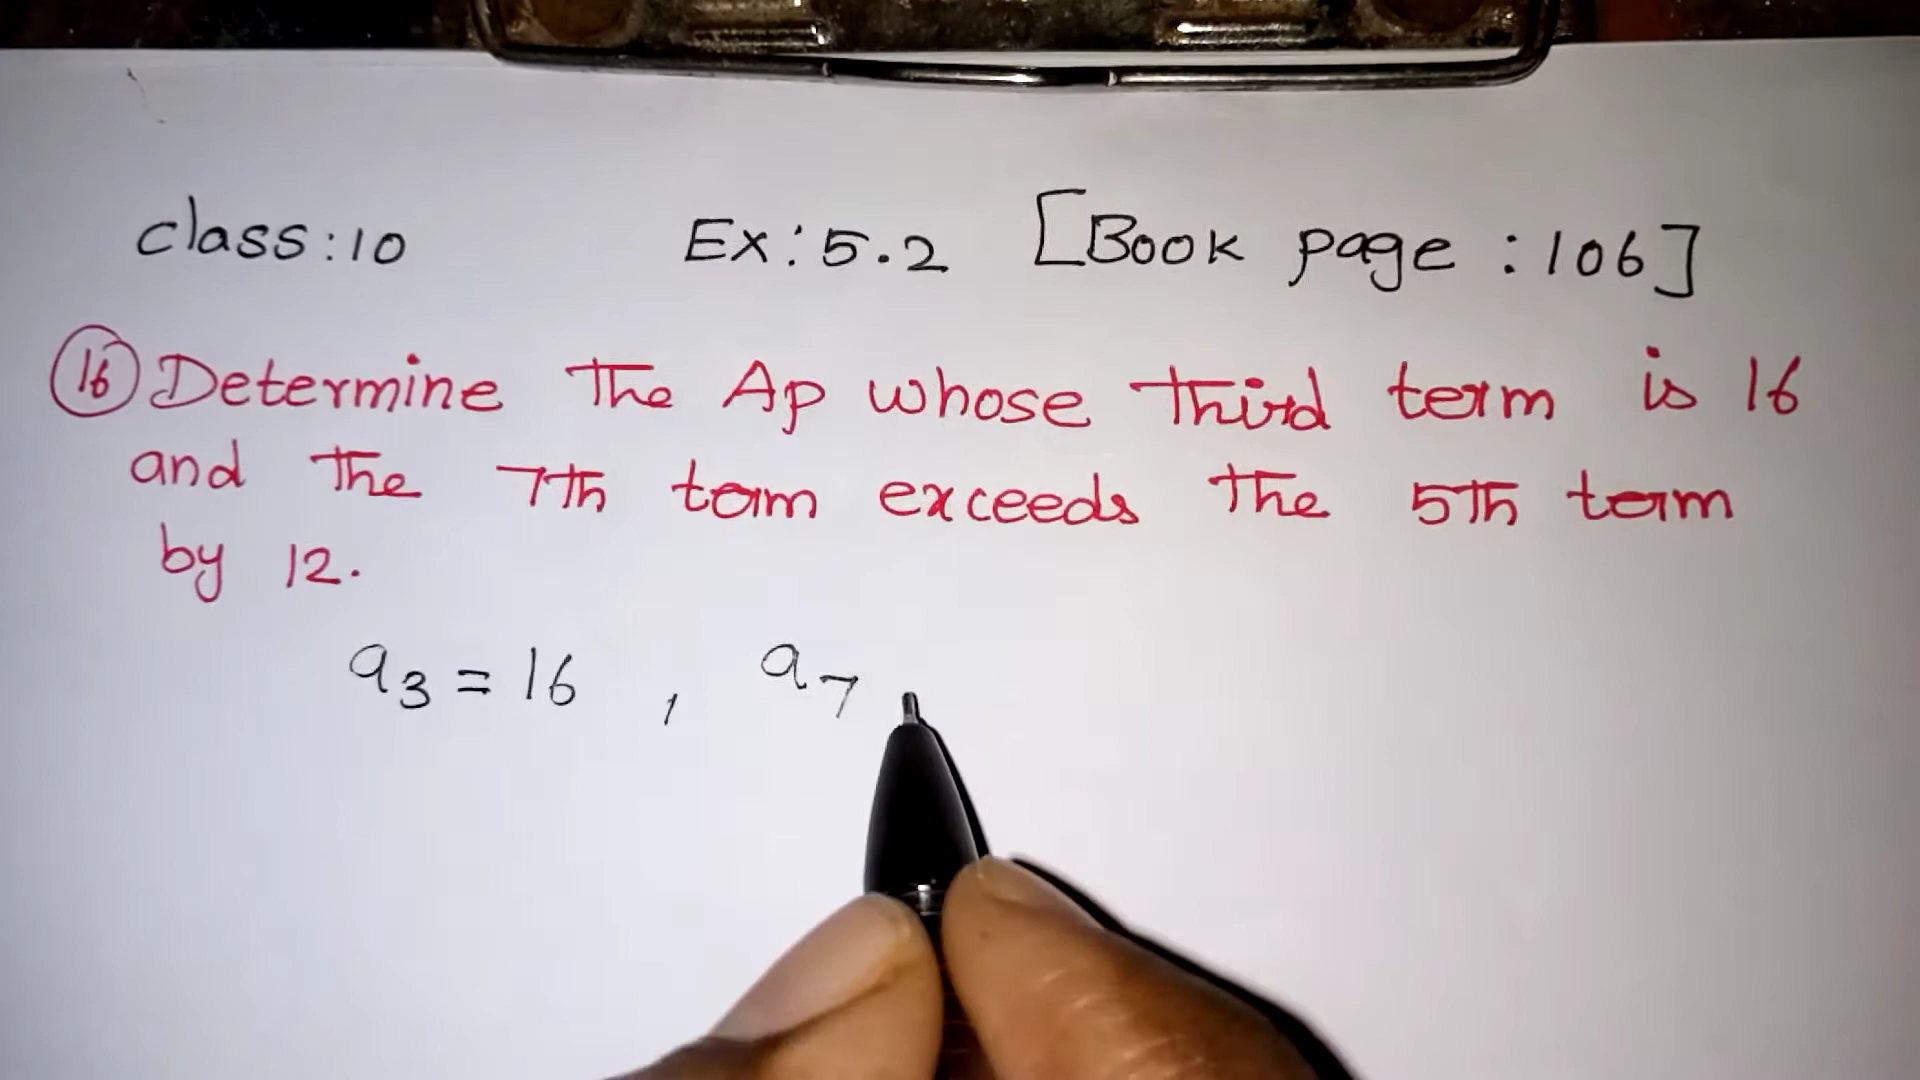 class:10 Ex:5.2 [Book page :106]
16 Determine The Ap whose Third term is 16
and The 7Th term exceeds The 5Th term
by 12.
a3 = 16 , a7